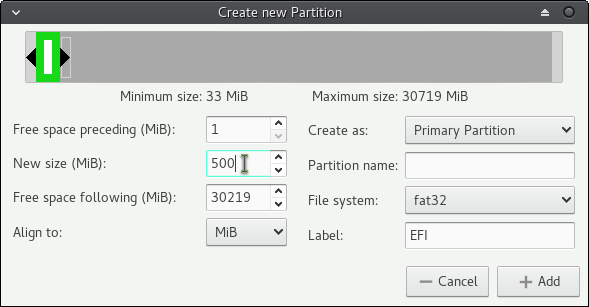 Create new Partition
Minimum size: 33 MiB Maximum size: 30719 MiB
Free space preceding (MiB): 1 Create as: Primary Partition
New size (MiB): 500 Partition name:
Free space following (MiB): 30219 File system: fat32
Align to: MiB Label: EFI
Cancel Add